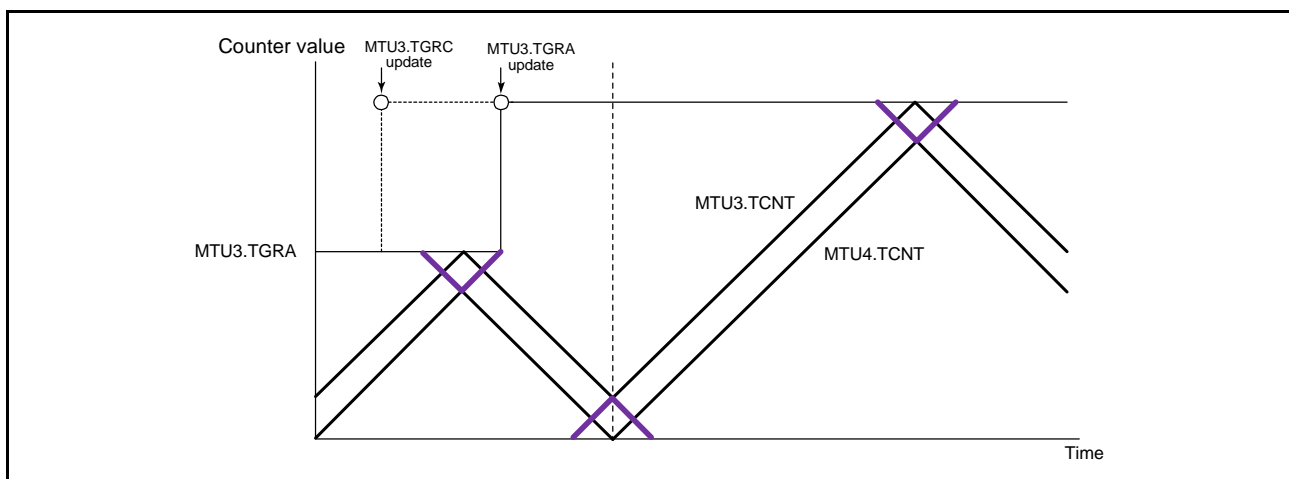 Counter value
MTU3.TGRC
update
MTU3.TGRA
update
MTU3.TCNT
MTU3.TGRA
MTU4.TCNT
Time